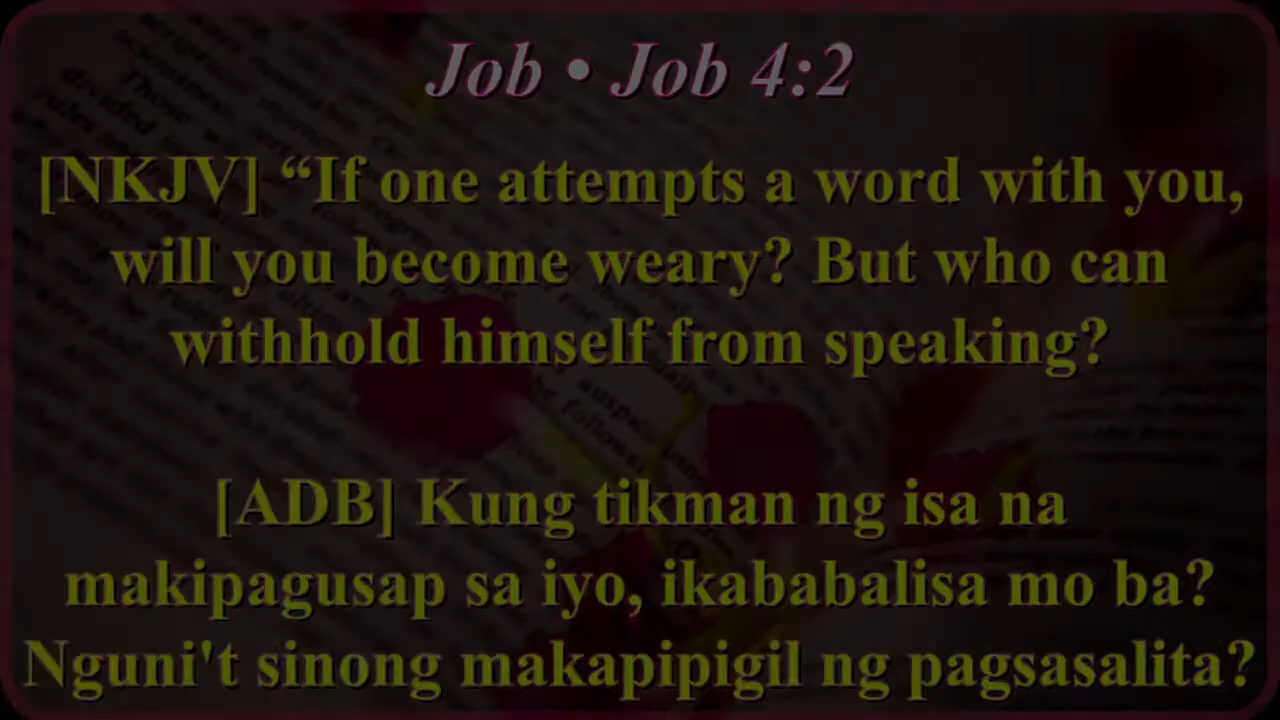 Job • Job 4:2
[NKJV] “If one attempts a word with you,
will you become weary? But who can
withhold himself from speaking?
[ADB] Kung tikman ng isa na
makipagusap sa iyo, ikababalisa mo ba?
Nguni't sinong makapipigil ng pagsasalita?